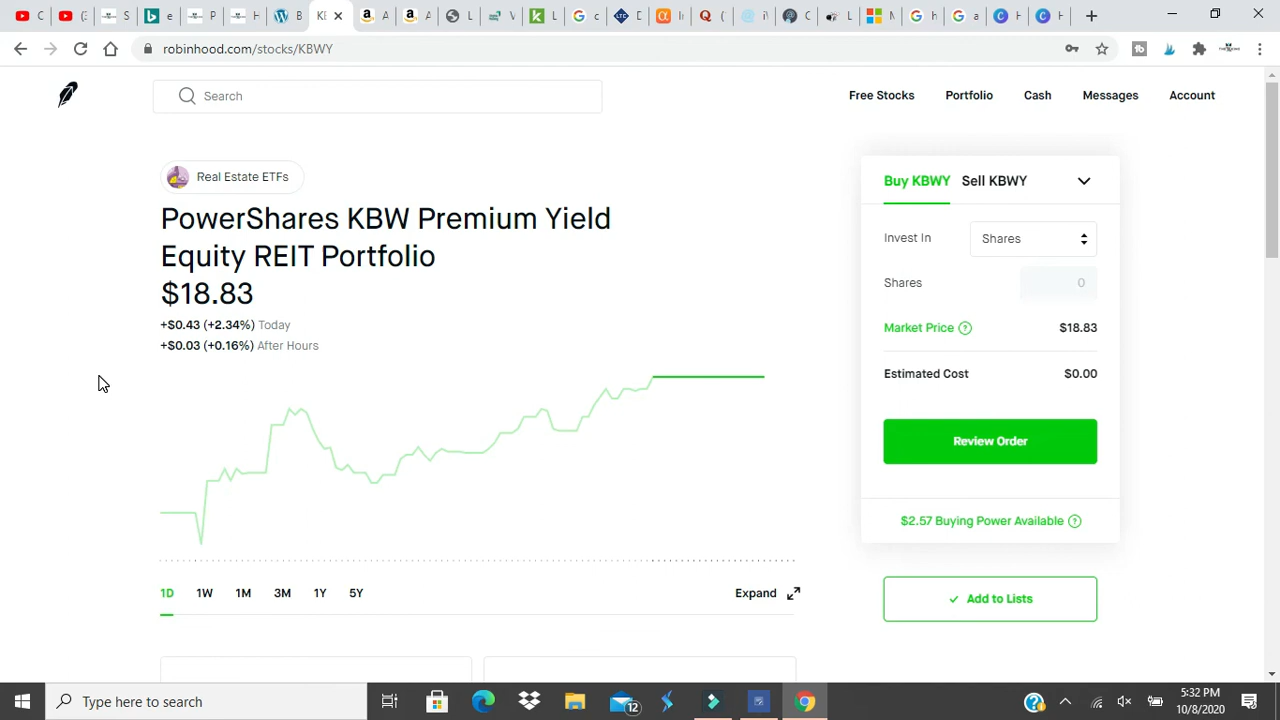 S
P
H
B
KE
A
A
L
V
L
c
D
Ir
(
i'
C
L
M
h
a
H
H
robinhood.com/stocks/KBWY
Search
Free Stocks
Portfolio
Cash
Messages
Account
Real Estate ETFs
PowerShares KBW Premium Yield
Equity REIT Portfolio
$18.83
+$0.43 (+2.34%) Today
+$0.03 (+0.16%) After Hours
1D 1W 1M 3M 1Y 5Y
Expand
Buy KBWY Sell KBWY
Invest In Shares
Shares 0
Market Price ? $18.83
Estimated Cost $0.00
Review Order
$2.57 Buying Power Available ?
Add to Lists
Type here to search
12
5:32 PM
10/8/2020